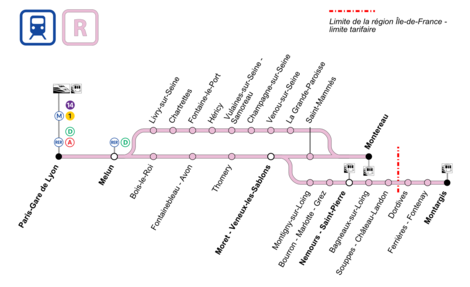 R
Limite de la région Île-de-France -
limite tarifaire
14
M 1
D
RER A
RER D
Paris-Gare de Lyon
Melun
Livry-sur-Seine
Chartrettes
Fontaine-le-Port
Héricy
Vulaines-sur-Seine -
Samoreau
Champagne-sur-Seine
Vernou-sur-Seine
La Grande-Paroisse
Saint-Mammès
Montereau
Bois-le-Roi
Fontainebleau - Avon
Thomery
Moret - Veneux-les-Sablons
Montigny-sur-Loing
Bourron - Marlotte - Grez
Nemours - Saint-Pierre
Bagneaux-sur-Loing
Souppes - Château-Landon
Dordives
Ferrières - Fontenay
Montargis